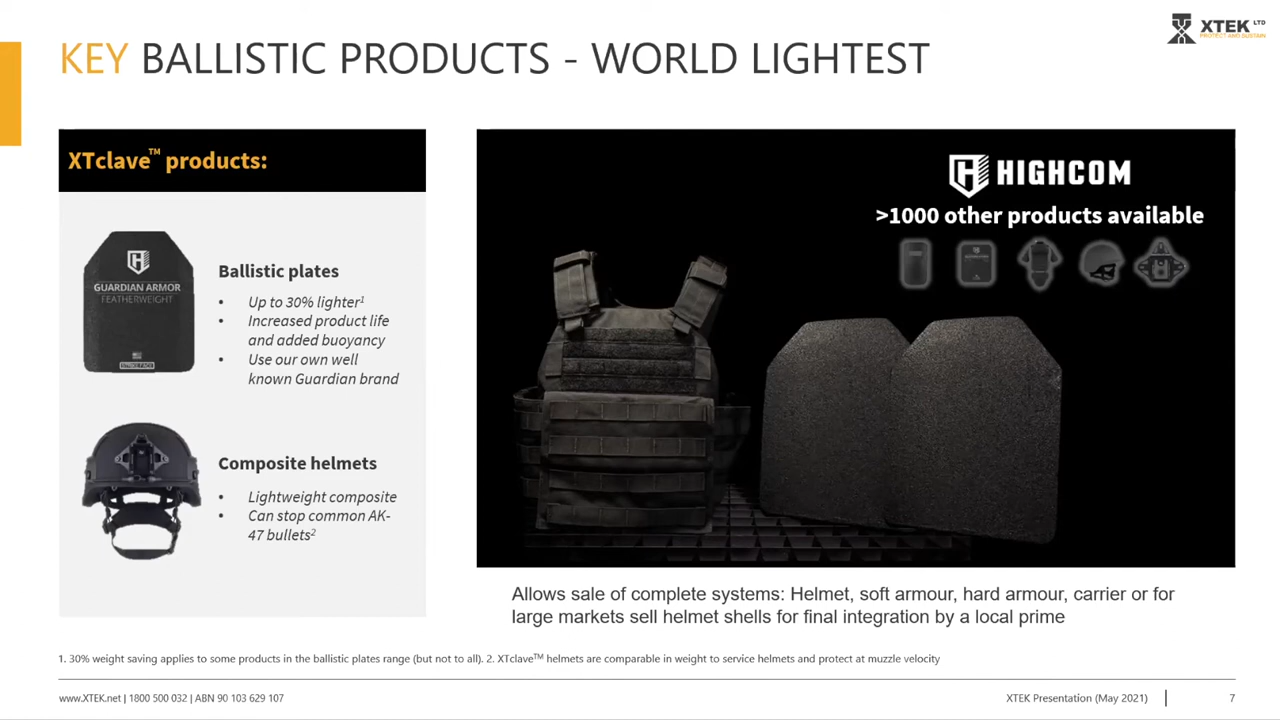 XTEK LTD
PROTECT AND SUSTAIN
KEY BALLISTIC PRODUCTS - WORLD LIGHTEST
XTclave™ products:
GUARDIAN ARMOR
FEATHERWEIGHT
STRIKE FACE
Ballistic plates
• Up to 30% lighter¹
• Increased product life
and added buoyancy
• Use our own well
known Guardian brand
Composite helmets
• Lightweight composite
• Can stop common AK-
47 bullets²
HIGHCOM
>1000 other products available
Allows sale of complete systems: Helmet, soft armour, hard armour, carrier or for
large markets sell helmet shells for final integration by a local prime
1. 30% weight saving applies to some products in the ballistic plates range (but not to all). 2. XTclave™ helmets are comparable in weight to service helmets and protect at muzzle velocity
www.XTEK.net | 1800 500 032 | ABN 90 103 629 107
XTEK Presentation (May 2021) | 7